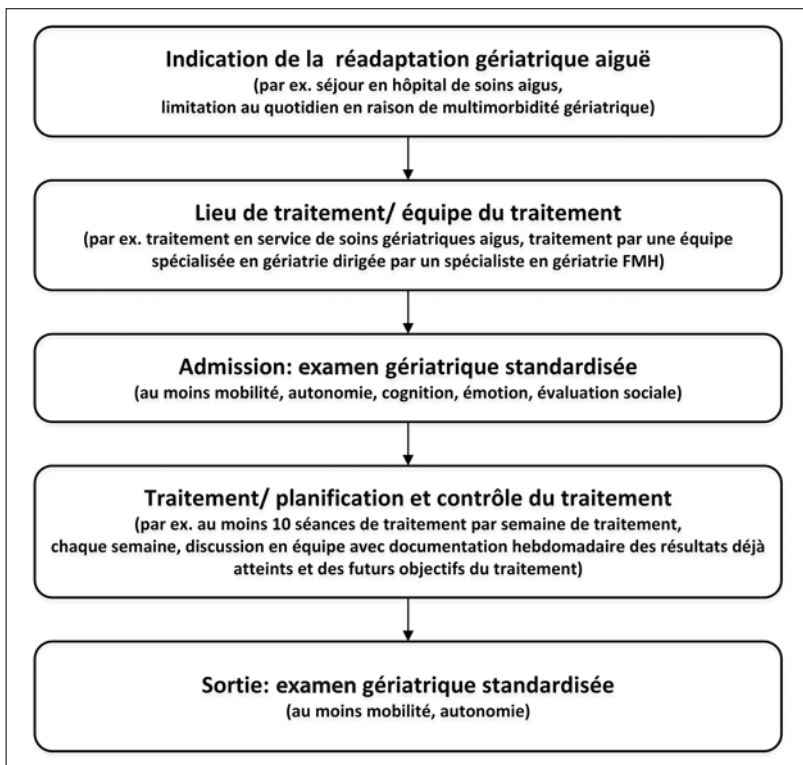 Indication de la réadaptation gériatrique aiguë
(par ex. séjour en hôpital de soins aigus,
limitation au quotidien en raison de multimorbidité gériatrique)
Lieu de traitement/ équipe du traitement
(par ex. traitement en service de soins gériatriques aigus, traitement par une équipe
spécialisée en gériatrie dirigée par un spécialiste en gériatrie FMH)
Admission: examen gériatrique standardisée
(au moins mobilité, autonomie, cognition, émotion, évaluation sociale)
Traitement/ planification et contrôle du traitement
(par ex. au moins 10 séances de traitement par semaine de traitement,
chaque semaine, discussion en équipe avec documentation hebdomadaire des résultats déjà
atteints et des futurs objectifs du traitement)
Sortie: examen gériatrique standardisée
(au moins mobilité, autonomie)